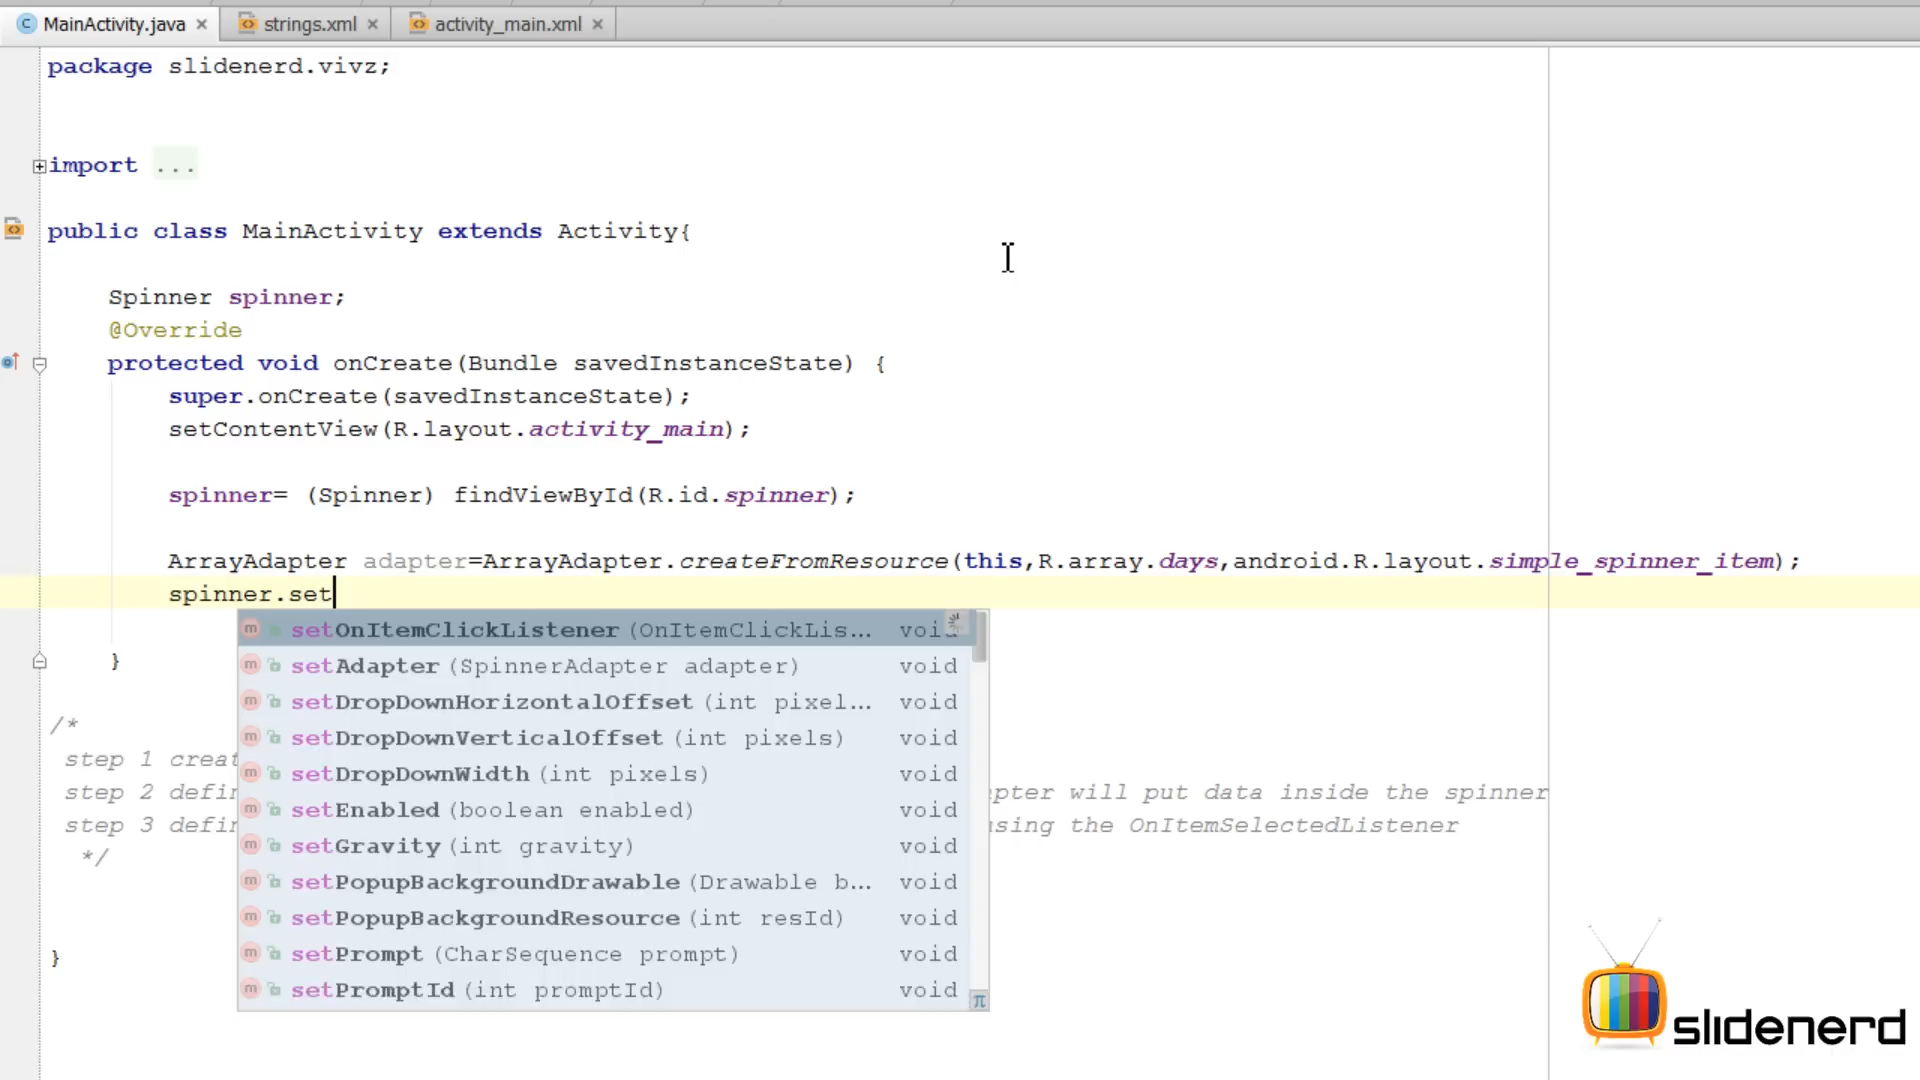 MainActivity.java
strings.xml
activity_main.xml
package slidenerd.vivz;
import ...
public class MainActivity extends Activity{
Spinner spinner;
@Override
protected void onCreate(Bundle savedInstanceState) {
super.onCreate(savedInstanceState);
setContentView(R.layout.activity_main);
spinner= (Spinner) findViewById(R.id.spinner);
ArrayAdapter adapter=ArrayAdapter.createFromResource(this,R.array.days,android.R.layout.simple_spinner_item);
spinner.set
setOnItemClickListener(OnItemClickLis... void
setAdapter(SpinnerAdapter adapter) void
setDropDownHorizontalOffset(int pixel... void
setDropDownVerticalOffset(int pixels) void
setDropDownWidth(int pixels) void
setEnabled(boolean enabled) void
setGravity(int gravity) void
setPopupBackgroundDrawable(Drawable b... void
setPopupBackgroundResource(int resId) void
setPrompt(CharSequence prompt) void
setPromptId(int promptId) void
}
/*
step 1
step 2 will put data inside the spinner
step 3 the OnItemSelectedListener
*/
}
slidenerd